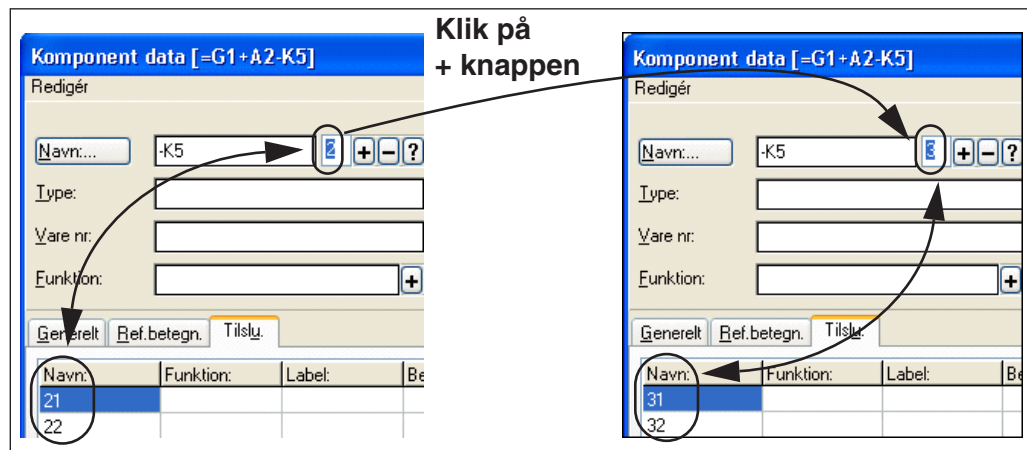 Klik på
+ knappen
Komponent data [=G1+A2-K5]
Redigér
Navn:... -K5 2 + - ?
Type:
Vare nr:
Funktion: +
Generelt Ref.betegn. Tilslu.
Navn: Funktion: Label: Be
21
22
Komponent data [=G1+A2-K5]
Redigér
Navn:... -K5 3 + - ?
Type:
Vare nr:
Funktion: +
Generelt Ref.betegn. Tilslu.
Navn: Funktion: Label: Be
31
32